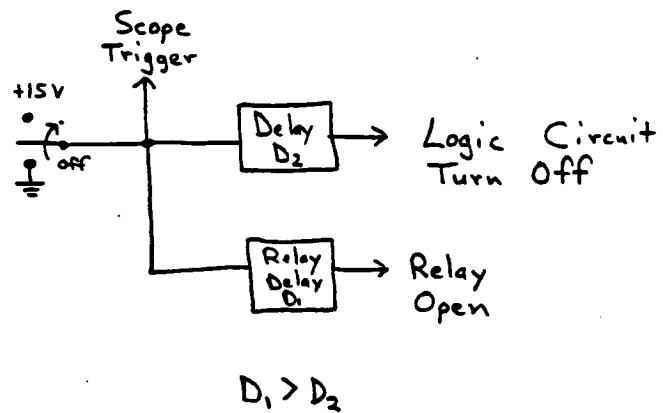 Scope
Trigger
+15V
off
Delay
D₂
Logic Circuit
Turn Off
Relay
Delay
D₁
Relay
Open
D₁ > D₂